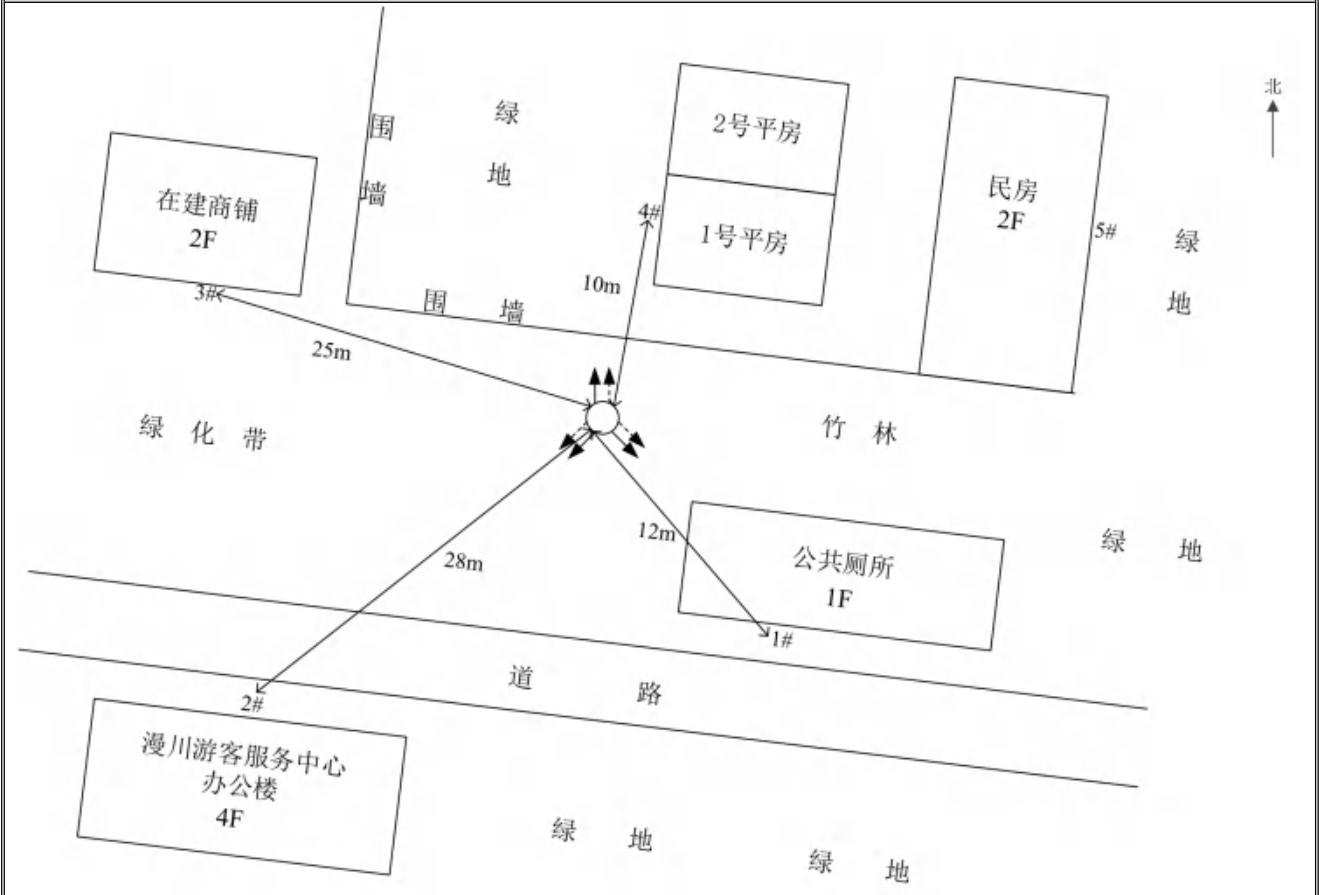 北
绿
地
围
墙
2号平房
1号平房
民房
2F
在建商铺
2F
4#
5#
绿
地
3#
10m
围 墙
25m
绿 化 带
竹 林
12m
28m
公共厕所
1F
绿 地
1#
道 路
2#
漫川游客服务中心
办公楼
4F
绿 地
绿 地